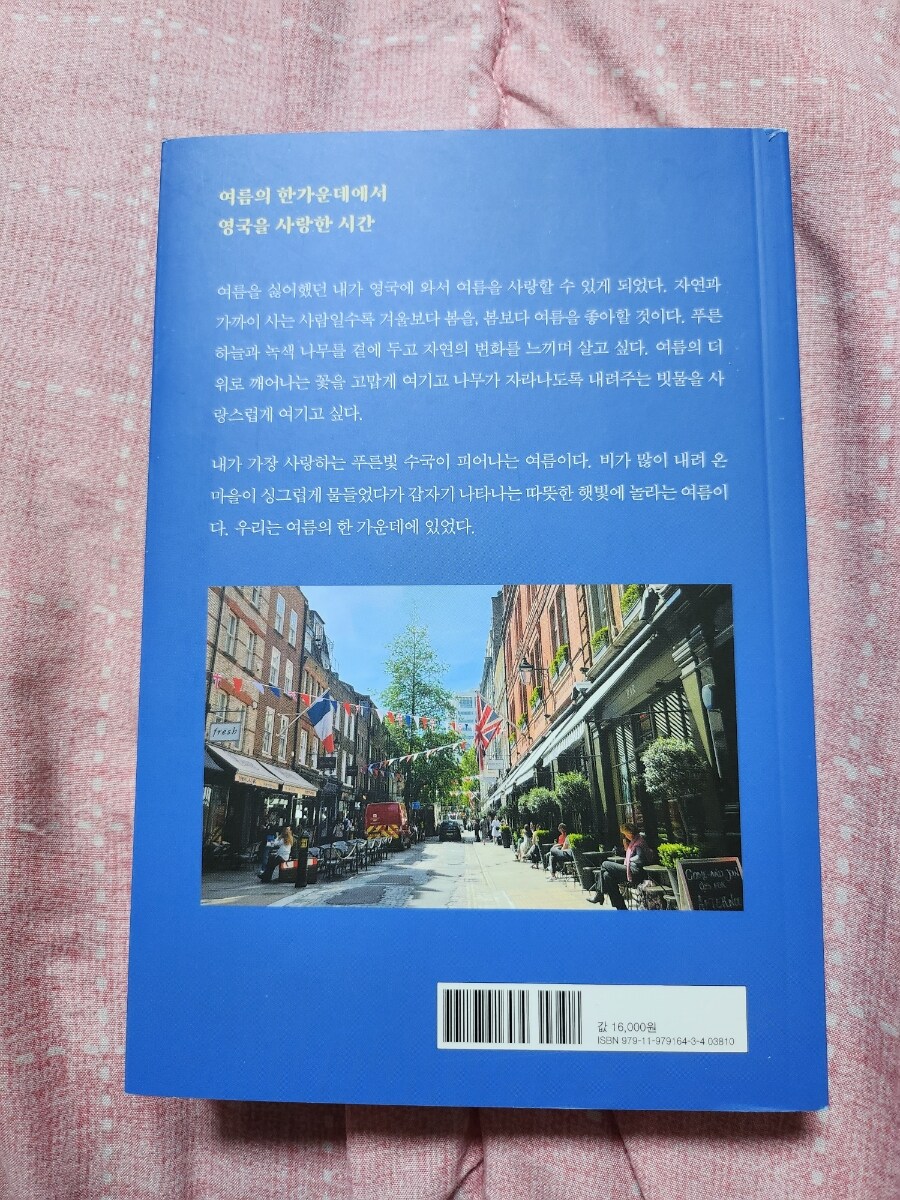 여름의 한가운데에서
영국을 사랑한 시간
여름을 싫어했던 내가 영국에 와서 여름을 사랑할 수 있게 되었다. 자연과
가까이 사는 사람일수록 겨울보다 봄을, 봄보다 여름을 좋아할 것이다. 푸른
하늘과 녹색 나무를 곁에 두고 자연의 변화를 느끼며 살고 싶다. 여름의 더
위로 깨어나는 꽃을 고맙게 여기고 나무가 자라나도록 내려주는 빗물을 사
랑스럽게 여기고 싶다.
내가 가장 사랑하는 푸른빛 수국이 피어나는 여름이다. 비가 많이 내려 온
마을이 싱그럽게 물들었다가 갑자기 나타나는 따뜻한 햇빛에 놀라는 여름이
다. 우리는 여름의 한 가운데에 있었다.
fresh
COME AND JOIN
값 16,000원
ISBN 979-11-979164-3-4 03810